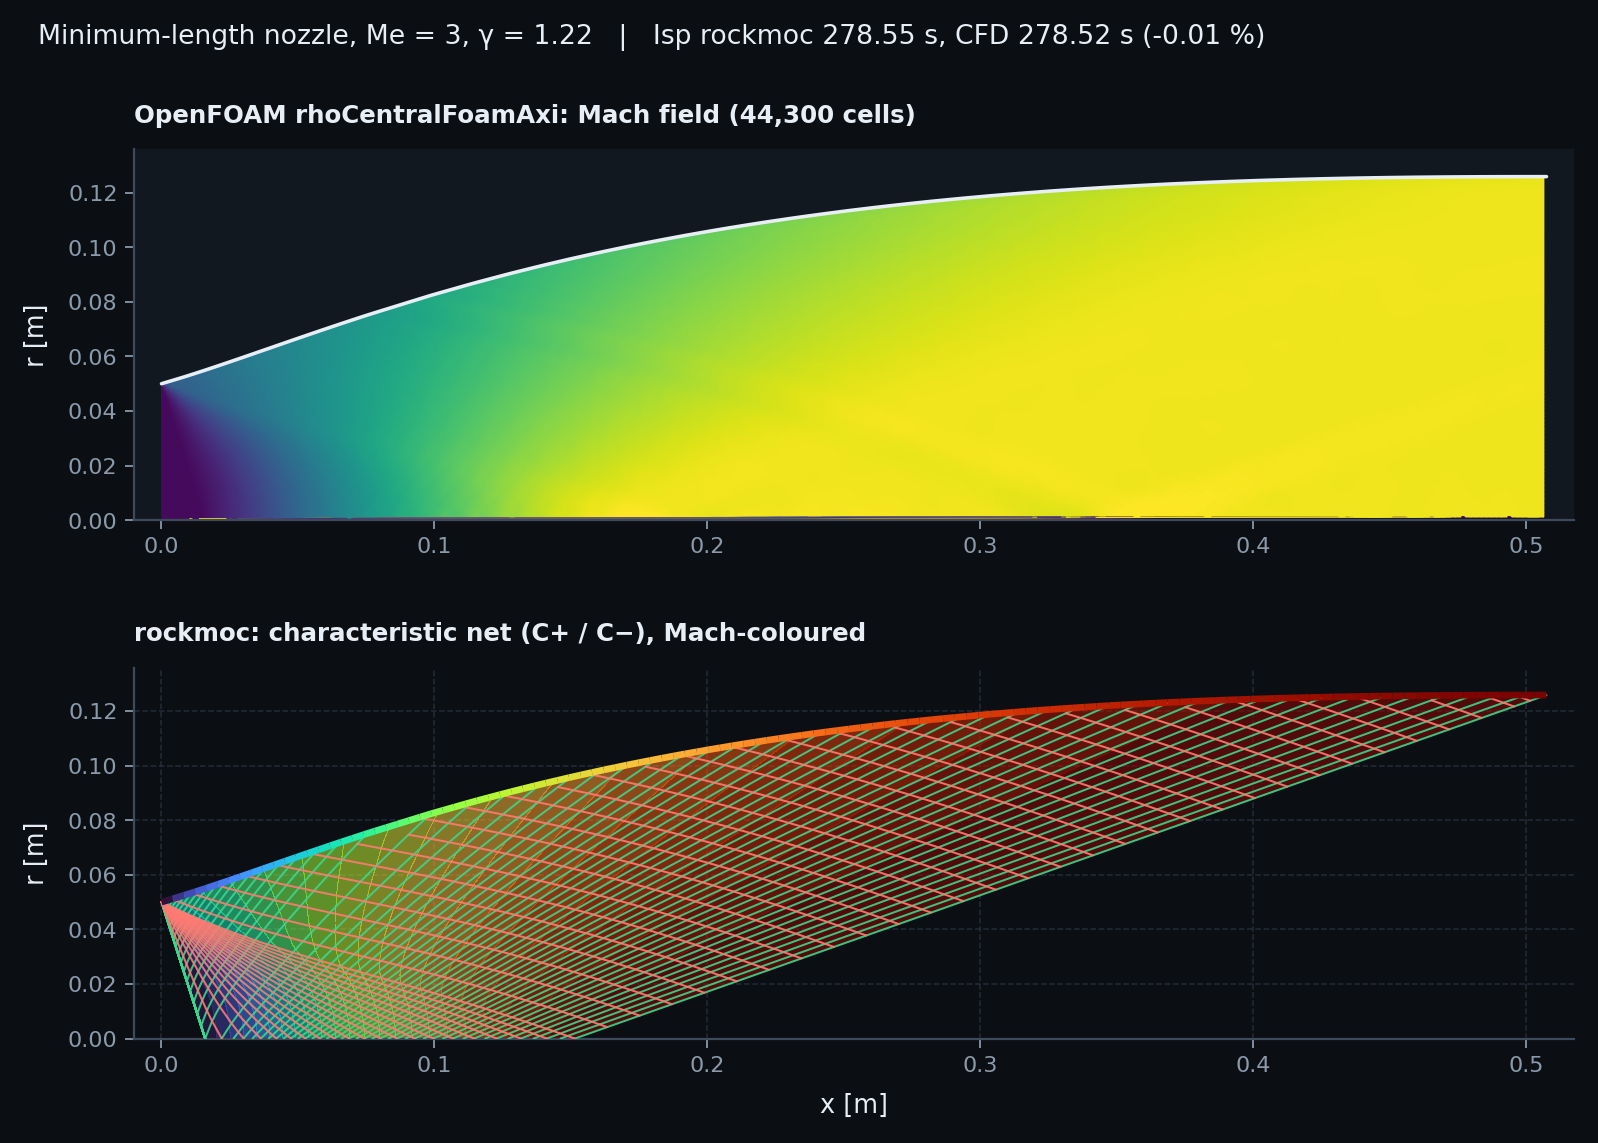 Minimum-length nozzle, Me = 3, γ = 1.22   |   Isp rockmoc 278.55 s, CFD 278.52 s (-0.01 %)
OpenFOAM rhoCentralFoamAxi: Mach field (44,300 cells)
r [m]
0.12
0.10
0.08
0.06
0.04
0.02
0.00
0.0 0.1 0.2 0.3 0.4 0.5
rockmoc: characteristic net (C+ / C−), Mach-coloured
r [m]
0.12
0.10
0.08
0.06
0.04
0.02
0.00
0.0 0.1 0.2 0.3 0.4 0.5
x [m]